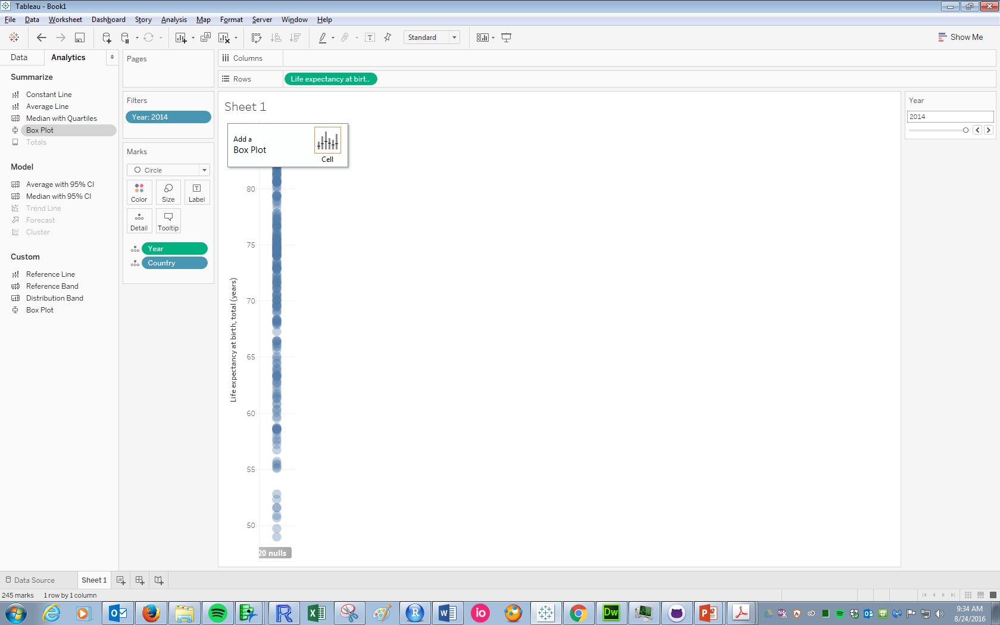 Tableau - Book1
File Data Worksheet Dashboard Story Analysis Map Format Server Window Help
Standard
Show Me
Data Analytics
Summarize
Constant Line
Average Line
Median with Quartiles
Box Plot
Totals
Model
Average with 95% CI
Median with 95% CI
Trend Line
Forecast
Cluster
Custom
Reference Line
Reference Band
Distribution Band
Box Plot
Pages
Filters
Year: 2014
Marks
Circle
Color Size Label
Detail Tooltip
Year
Country
Columns
Rows Life expectancy at birt..
Sheet 1
Add a
Box Plot
Cell
80
75
70
65
60
55
50
Life expectancy at birth, total (years)
20 nulls
Year
2014
Data Source Sheet 1
245 marks 1 row by 1 column
9:34 AM
8/24/2016